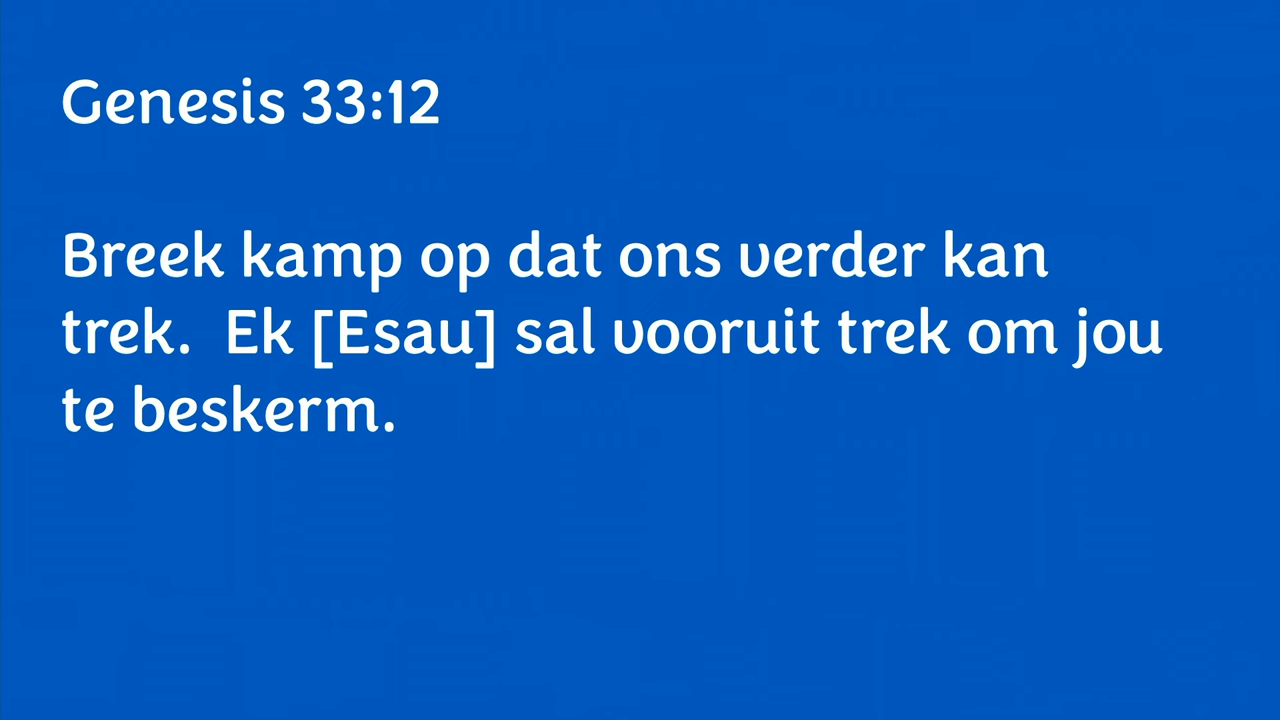 Genesis 33:12
Breek kamp op dat ons verder kan
trek.  Ek [Esau] sal vooruit trek om jou
te beskerm.